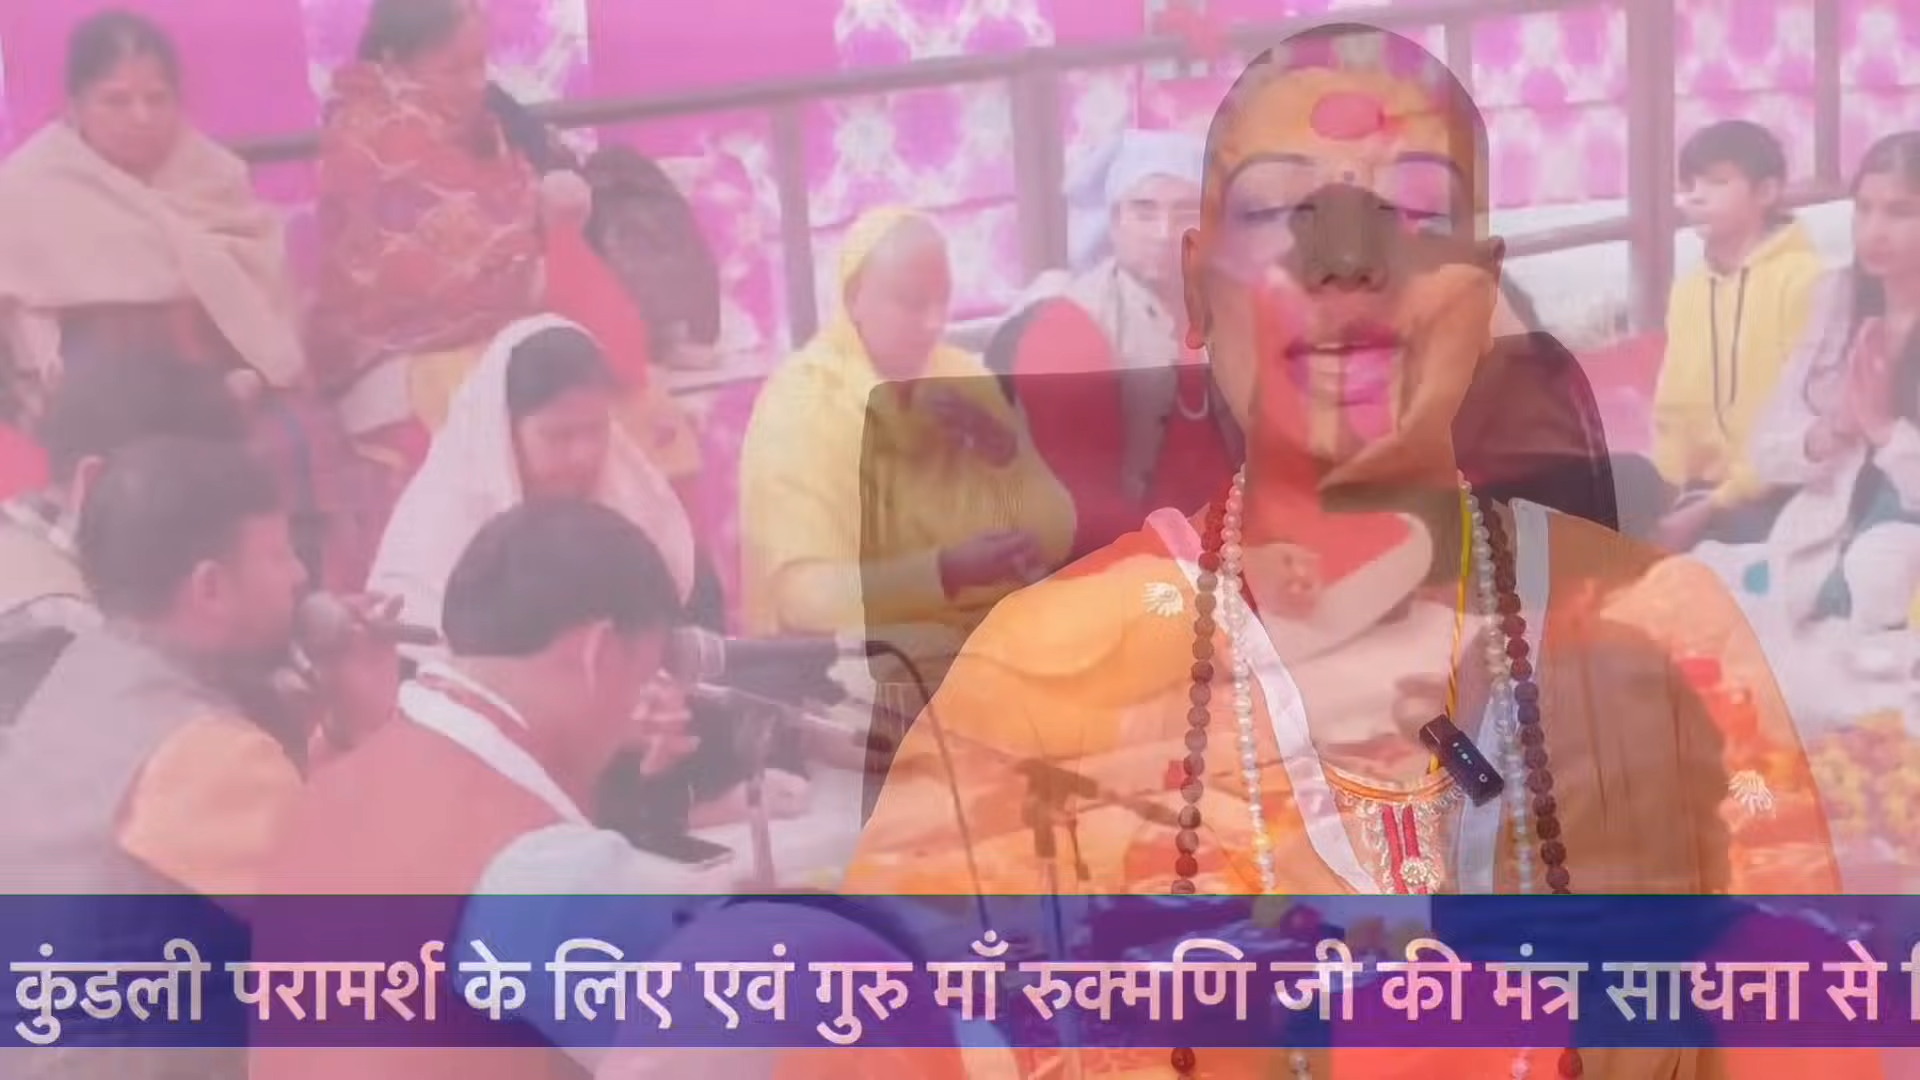 कुंडली परामर्श के लिए एवं गुरु माँ रुक्मणि जी की मंत्र साधना से